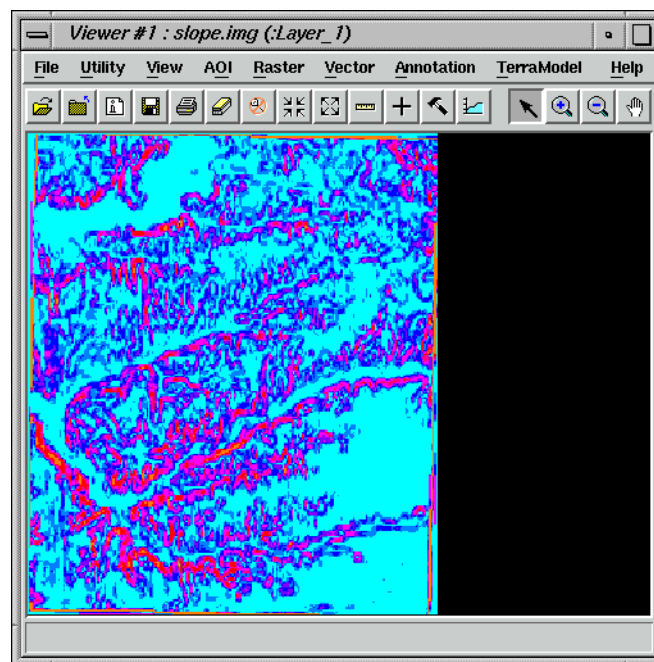 Viewer #1 : slope.img (:Layer_1)
File Utility View AOI Raster Vector Annotation TerraModel Help